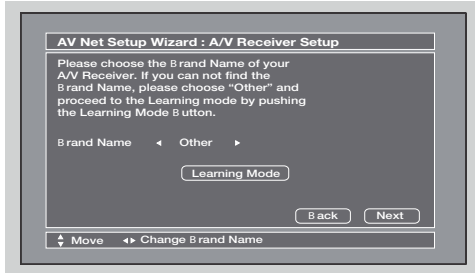 AV Net Setup Wizard : A/V Receiver Setup
Please choose the Brand Name of your
A/V Receiver. If you can not find the
Brand Name, please choose “Other” and
proceed to the Learning mode by pushing
the Learning Mode Button.
Brand Name ◂ Other ▸
Learning Mode
Back Next
Move ◂▸ Change Brand Name